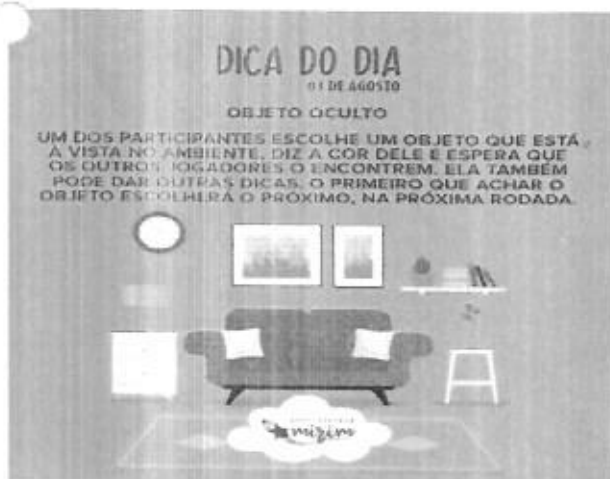 DICA DO DIA
01 DE AGOSTO
OBJETO OCULTO
UM DOS PARTICIPANTES ESCOLHE UM OBJETO QUE ESTÁ
À VISTA NO AMBIENTE, DIZ A COR DELE E ESPERA QUE
OS OUTROS JOGADORES O ENCONTREM. ELA TAMBÉM
PODE DAR OUTRAS DICAS. O PRIMEIRO QUE ACHAR O
OBJETO ESCOLHERÁ O PRÓXIMO, NA PRÓXIMA RODADA.
mirim